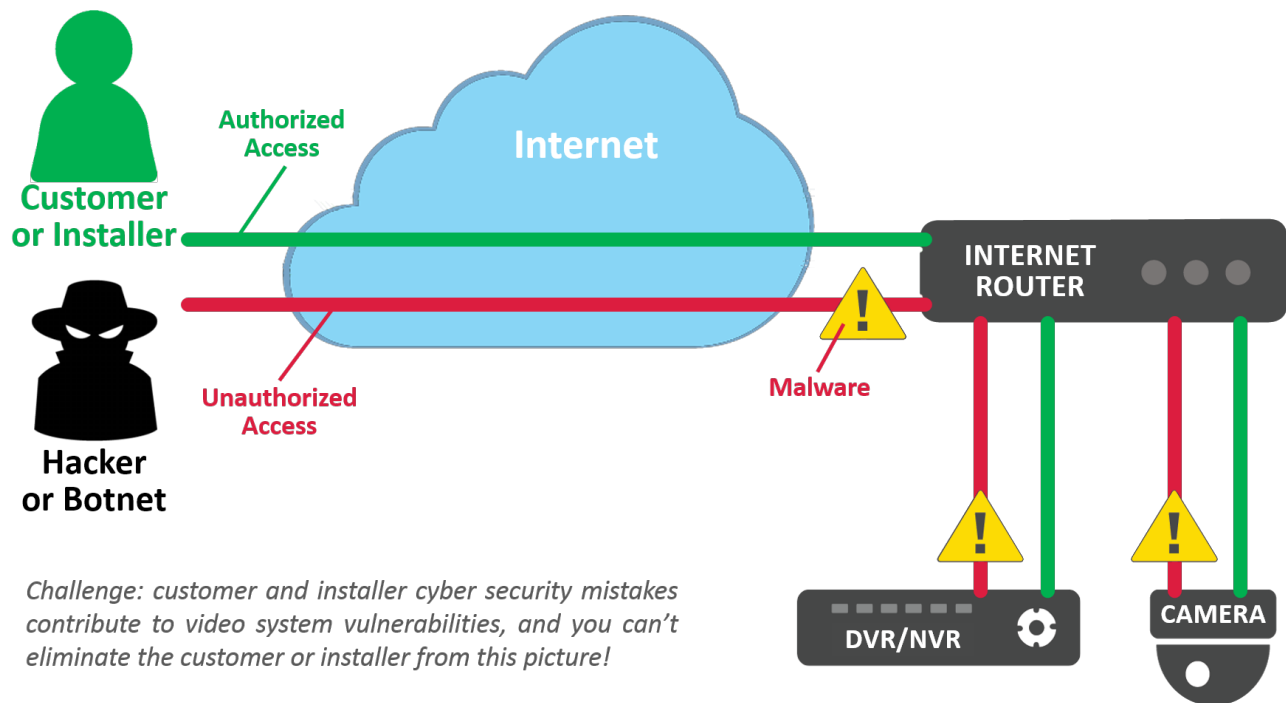 Authorized
Access
Internet
Customer
or Installer
INTERNET
ROUTER
Unauthorized
Access
Malware
Hacker
or Botnet
Challenge: customer and installer cyber security mistakes
contribute to video system vulnerabilities, and you can’t
eliminate the customer or installer from this picture!
DVR/NVR
CAMERA